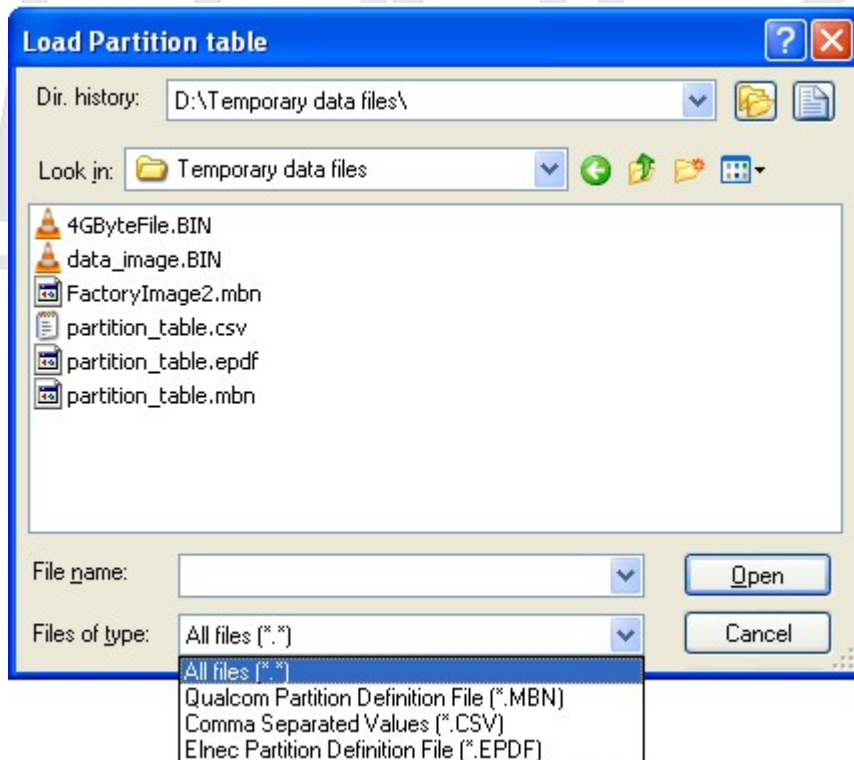 Load Partition table
Dir. history: D:\Temporary data files\
Look in: Temporary data files
4GByteFile.BIN
data_image.BIN
FactoryImage2.mbn
partition_table.csv
partition_table.epdf
partition_table.mbn
File name: Open
Files of type: All files (*.*) Cancel
All files (*.*)
Qualcom Partition Definition File (*.MBN)
Comma Separated Values (*.CSV)
Elnec Partition Definition File (*.EPDF)